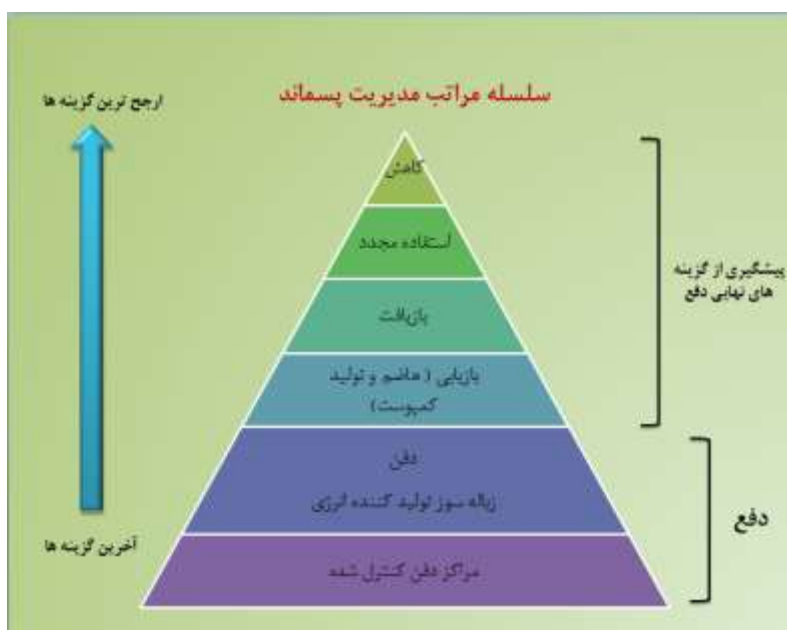 سلسله مراتب مدیریت پسماند
ارجح ترین گزینه ها
کاهش
استفاده مجدد
بازیافت
بازیابی ( هاضم و تولید
کمپوست)
دفن
زباله سوز تولید کننده انرژی
مراکز دفن کنترل شده
پیشگیری از گزینه
های نهایی دفع
دفع
آخرین گزینه ها